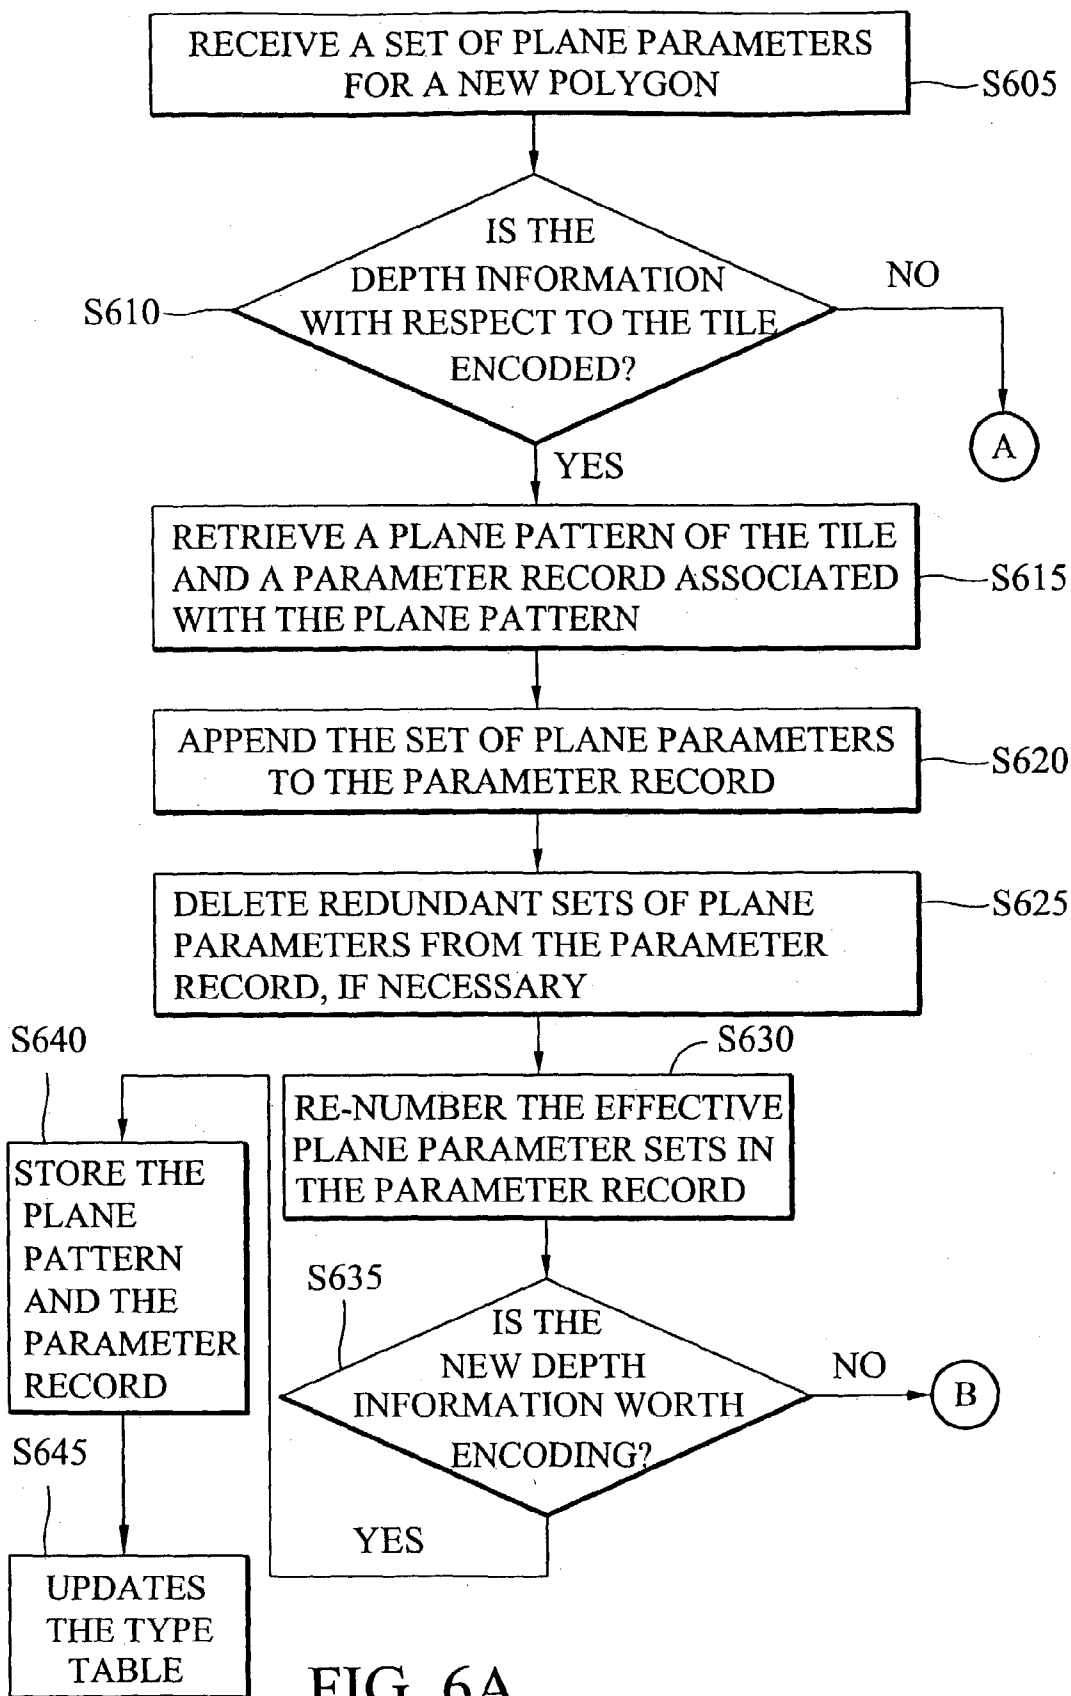 RECEIVE A SET OF PLANE PARAMETERS
FOR A NEW POLYGON
S605
IS THE
DEPTH INFORMATION
WITH RESPECT TO THE TILE
ENCODED?
S610
NO
A
YES
RETRIEVE A PLANE PATTERN OF THE TILE
AND A PARAMETER RECORD ASSOCIATED
WITH THE PLANE PATTERN
S615
APPEND THE SET OF PLANE PARAMETERS
TO THE PARAMETER RECORD
S620
DELETE REDUNDANT SETS OF PLANE
PARAMETERS FROM THE PARAMETER
RECORD, IF NECESSARY
S625
S630
RE-NUMBER THE EFFECTIVE
PLANE PARAMETER SETS IN
THE PARAMETER RECORD
S635
IS THE
NEW DEPTH
INFORMATION WORTH
ENCODING?
NO
B
YES
S640
STORE THE
PLANE
PATTERN
AND THE
PARAMETER
RECORD
S645
UPDATES
THE TYPE
TABLE
FIG. 6A